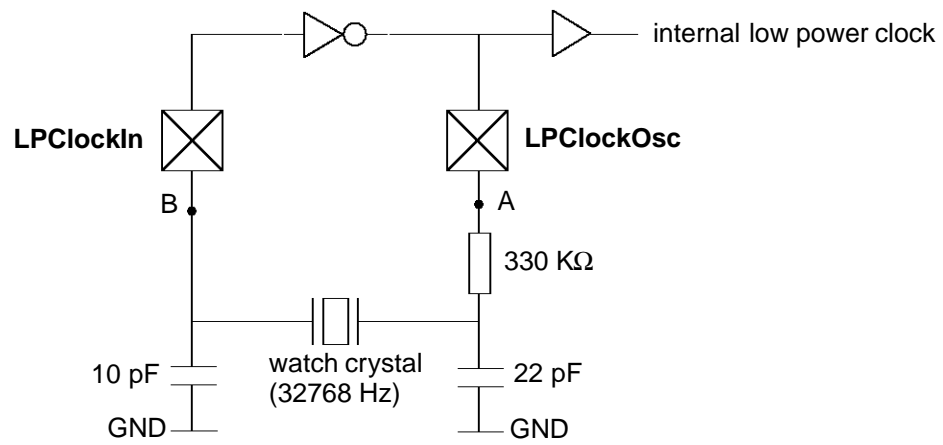 internal low power clock
LPClockIn
LPClockOsc
B
A
330 KΩ
watch crystal
(32768 Hz)
10 pF
22 pF
GND
GND